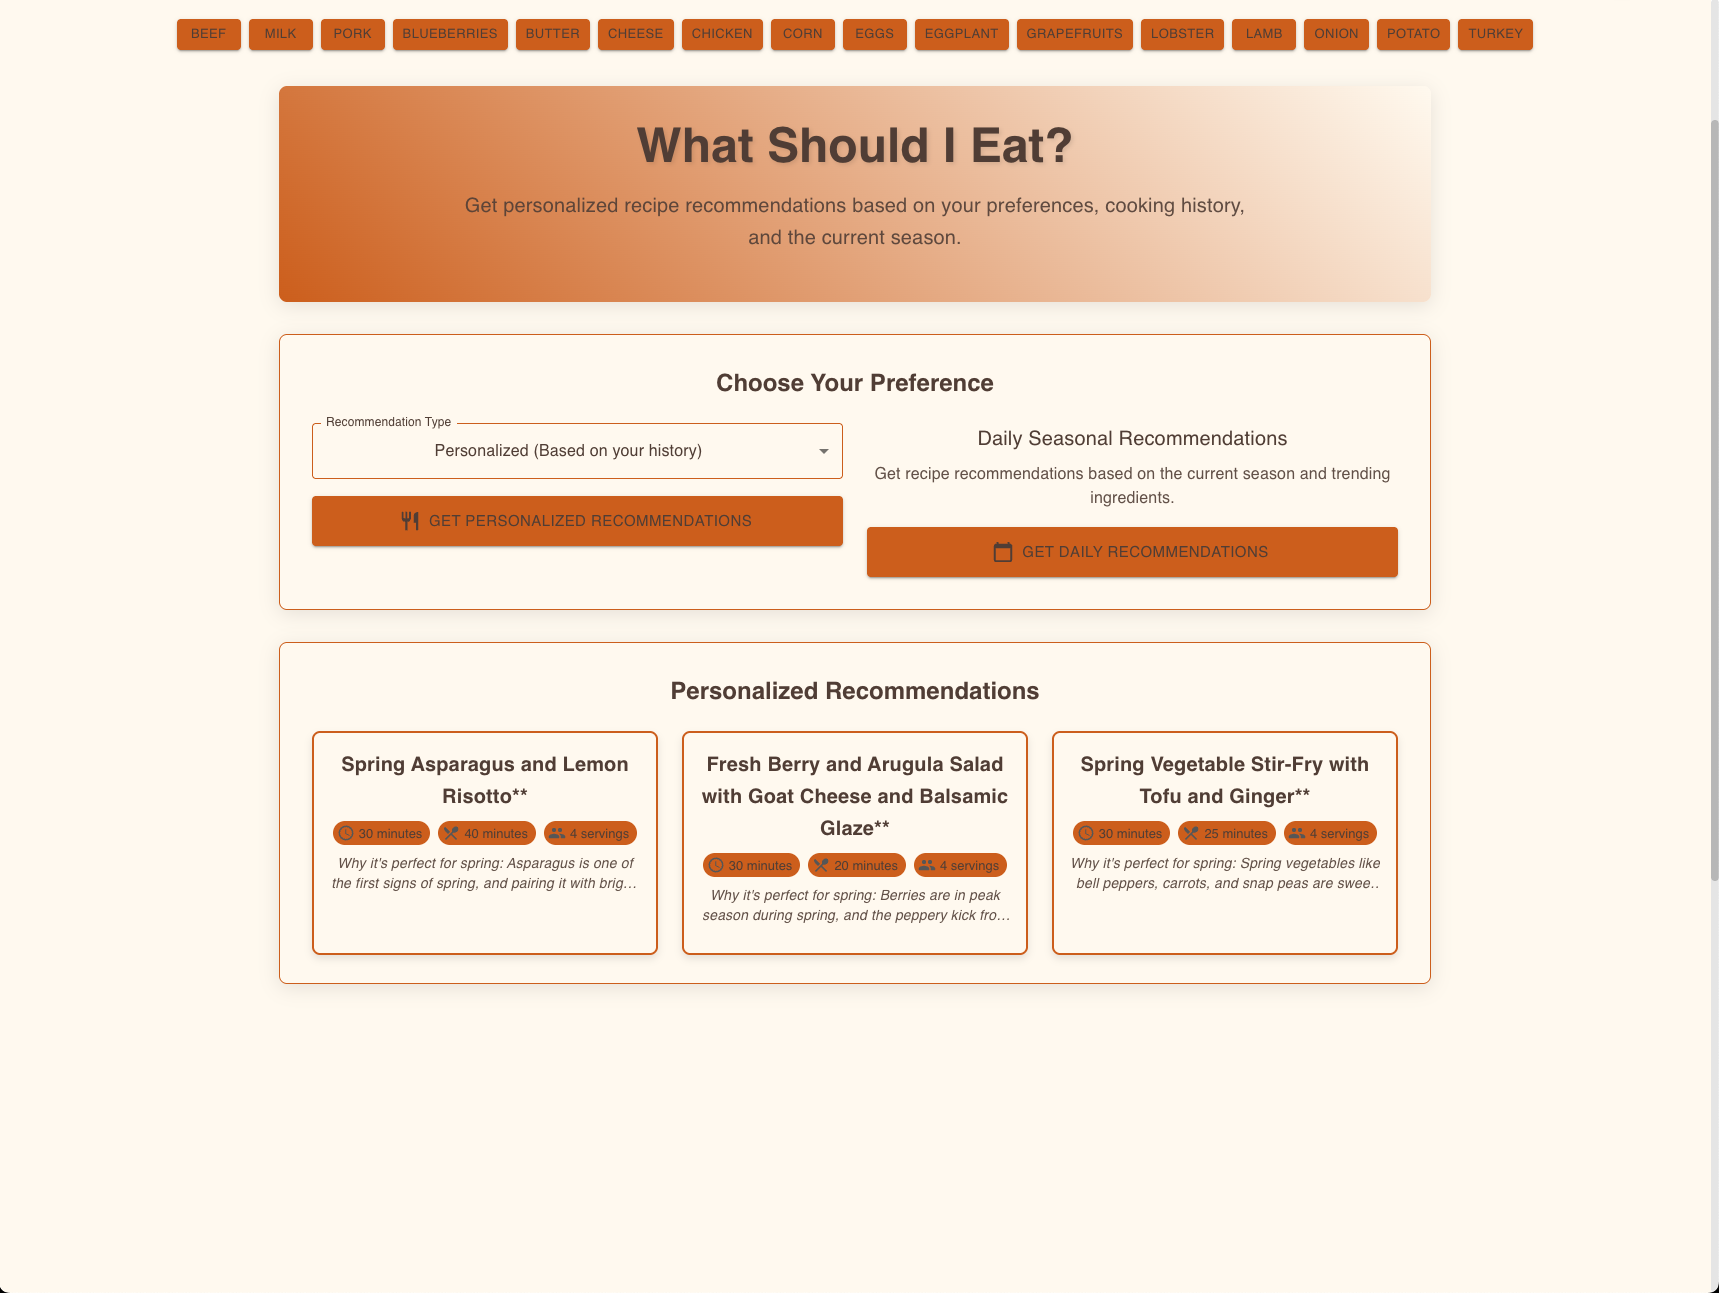 BEEF MILK PORK BLUEBERRIES BUTTER CHEESE CHICKEN CORN EGGS EGGPLANT GRAPEFRUITS LOBSTER LAMB ONION POTATO TURKEY
What Should I Eat?
Get personalized recipe recommendations based on your preferences, cooking history,
and the current season.
Choose Your Preference
Recommendation Type
Personalized (Based on your history)
GET PERSONALIZED RECOMMENDATIONS
Daily Seasonal Recommendations
Get recipe recommendations based on the current season and trending
ingredients.
GET DAILY RECOMMENDATIONS
Personalized Recommendations
Spring Asparagus and Lemon
Risotto**
30 minutes 40 minutes 4 servings
Why it's perfect for spring: Asparagus is one of
the first signs of spring, and pairing it with brig…
Fresh Berry and Arugula Salad
with Goat Cheese and Balsamic
Glaze**
30 minutes 20 minutes 4 servings
Why it's perfect for spring: Berries are in peak
season during spring, and the peppery kick fro…
Spring Vegetable Stir-Fry with
Tofu and Ginger**
30 minutes 25 minutes 4 servings
Why it's perfect for spring: Spring vegetables like
bell peppers, carrots, and snap peas are swee..